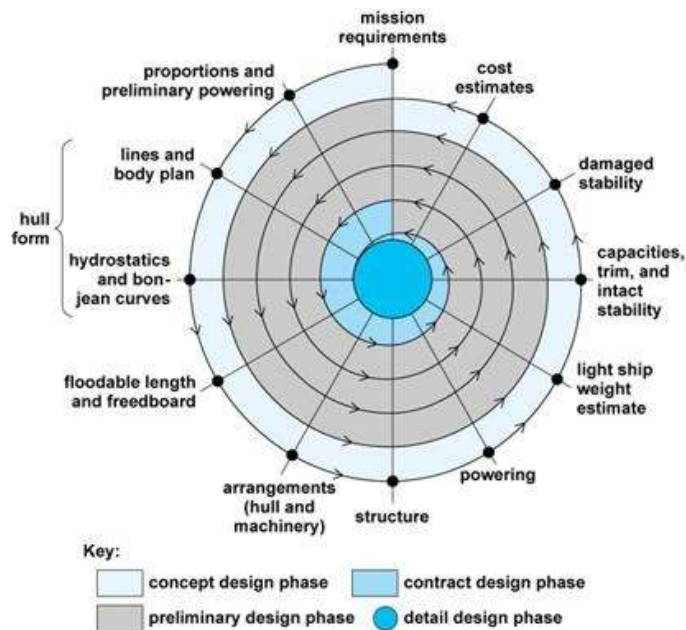 mission
requirements
cost
estimates
damaged
stability
capacities,
trim, and
intact
stability
light ship
weight
estimate
powering
structure
arrangements
(hull and
machinery)
floodable length
and freedboard
hydrostatics
and bon-
jean curves
lines and
body plan
proportions and
preliminary powering
hull
form
Key:
concept design phase
contract design phase
preliminary design phase
detail design phase